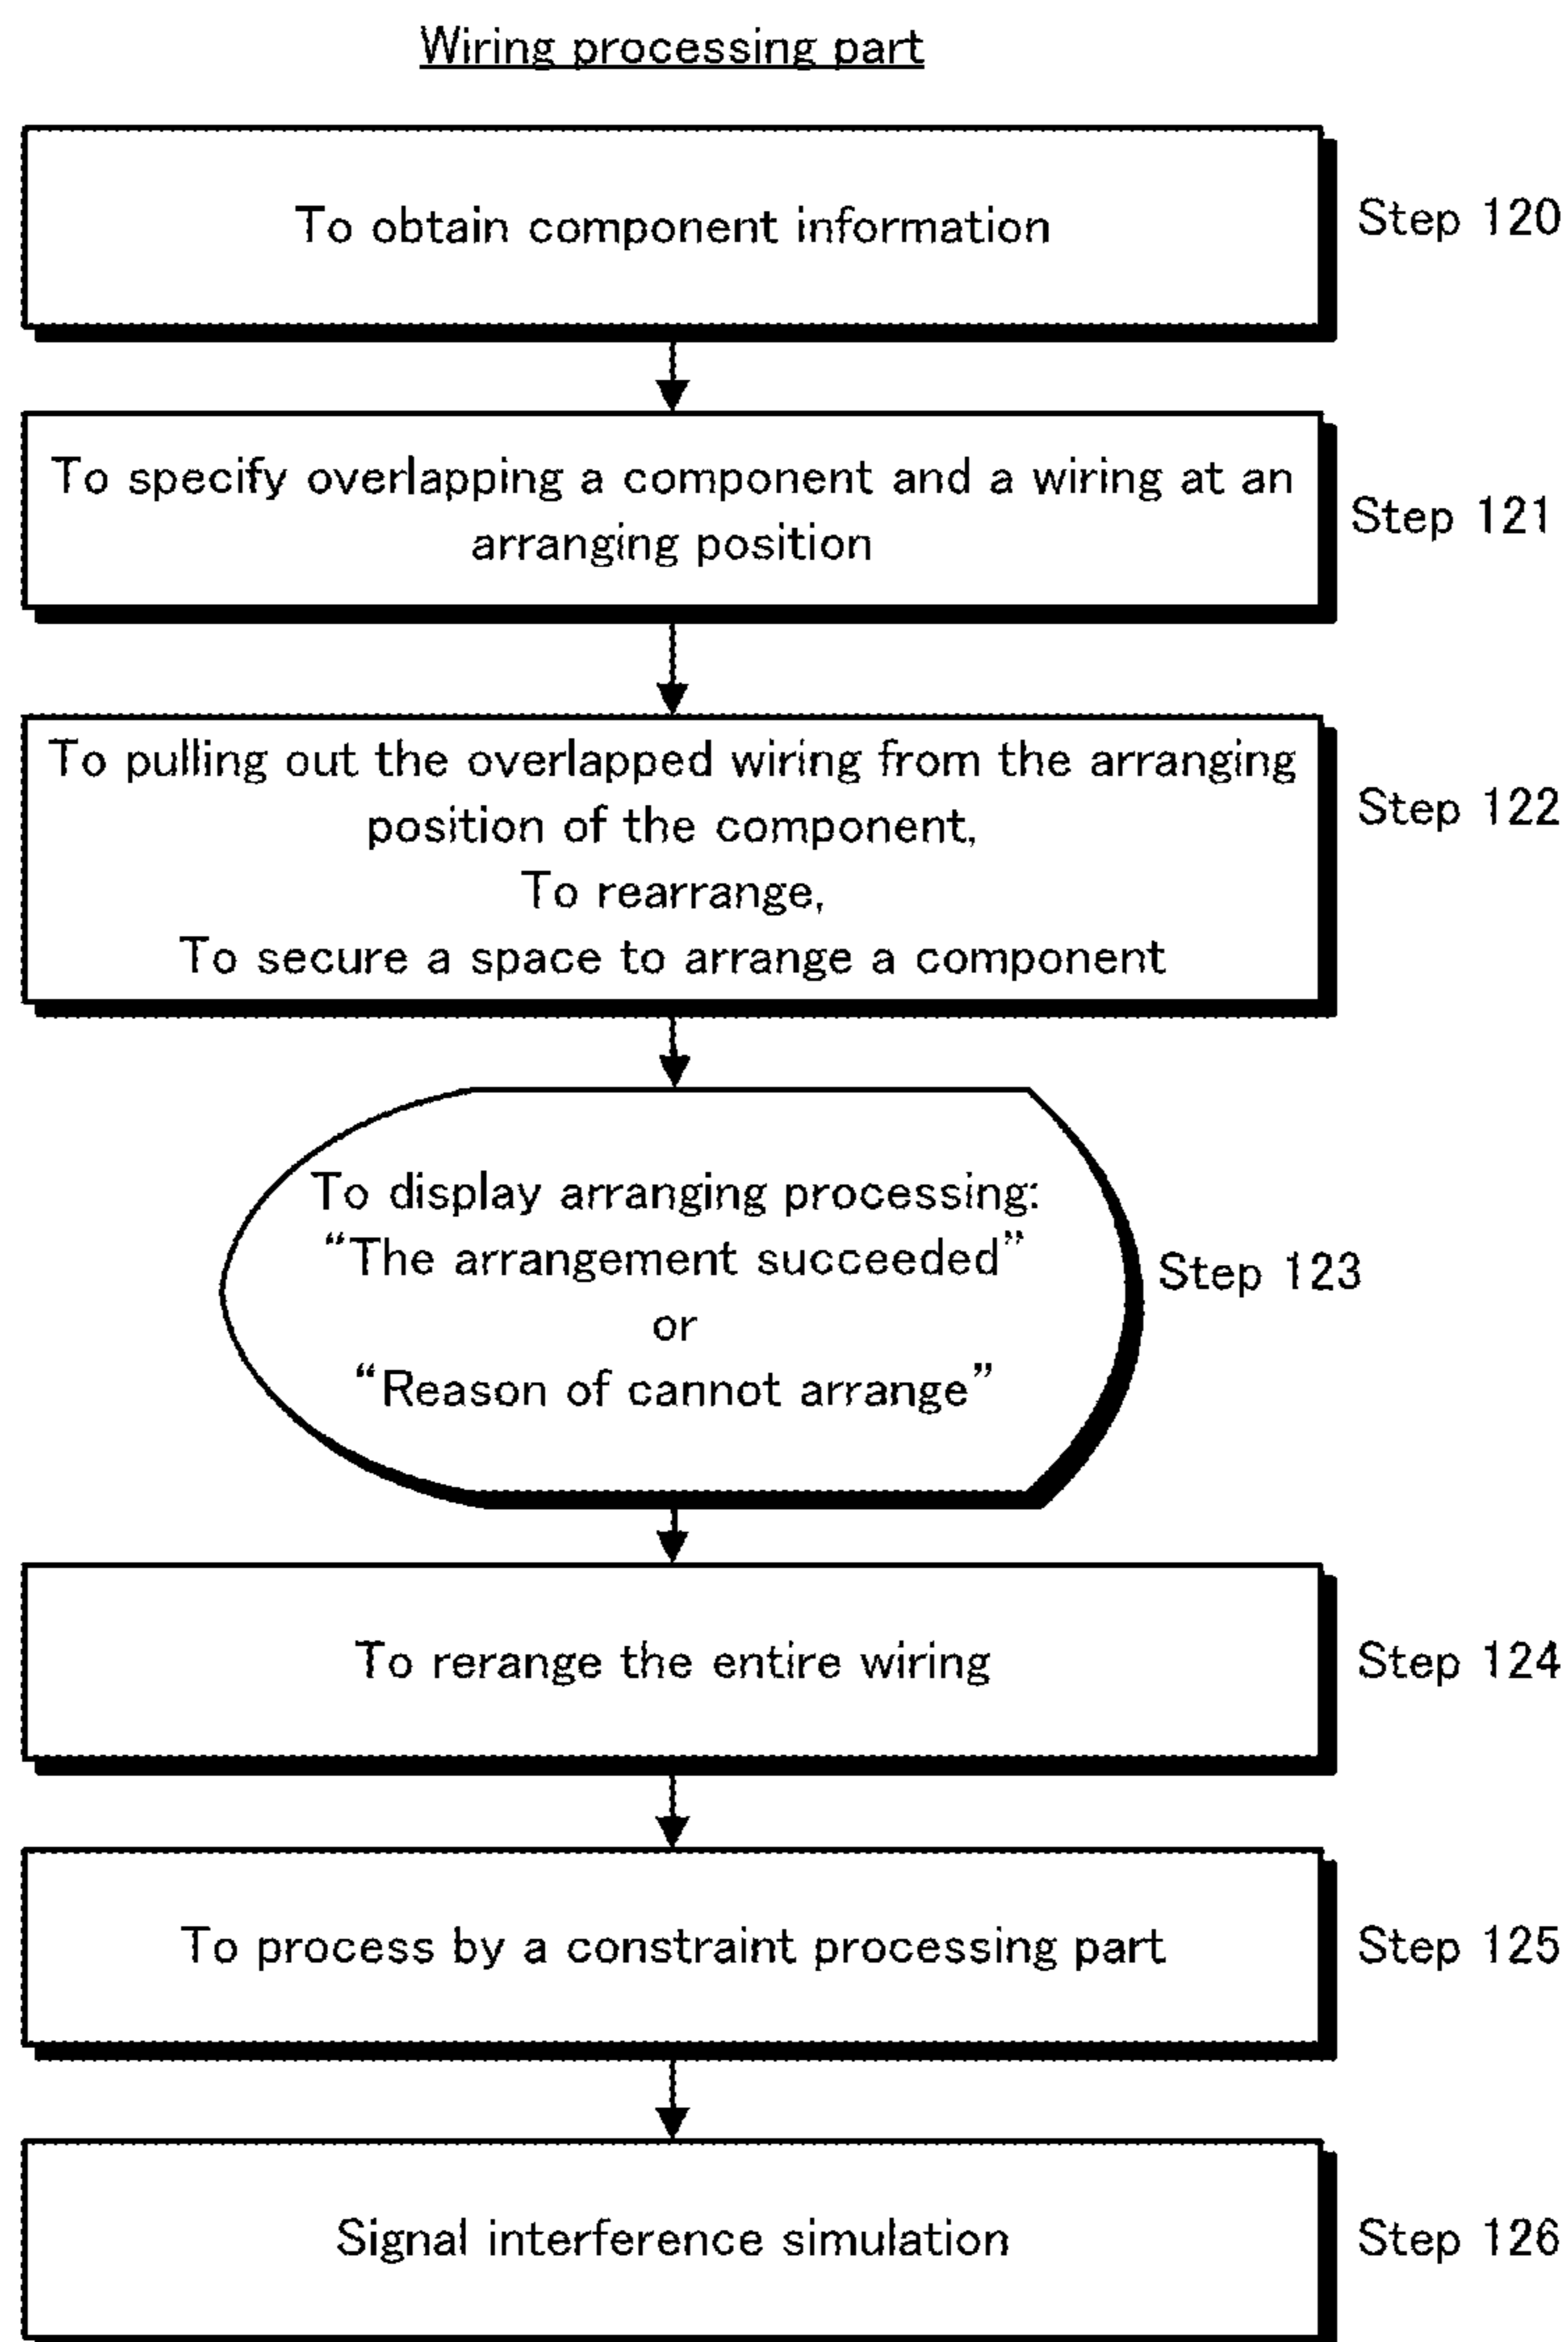 Wiring processing part
To obtain component information
Step 120
To specify overlapping a component and a wiring at an
arranging position
Step 121
To pulling out the overlapped wiring from the arranging
position of the component,
To rearrange,
To secure a space to arrange a component
Step 122
To display arranging processing:
“The arrangement succeeded”
or
“Reason of cannot arrange”
Step 123
To rerange the entire wiring
Step 124
To process by a constraint processing part
Step 125
Signal interference simulation
Step 126